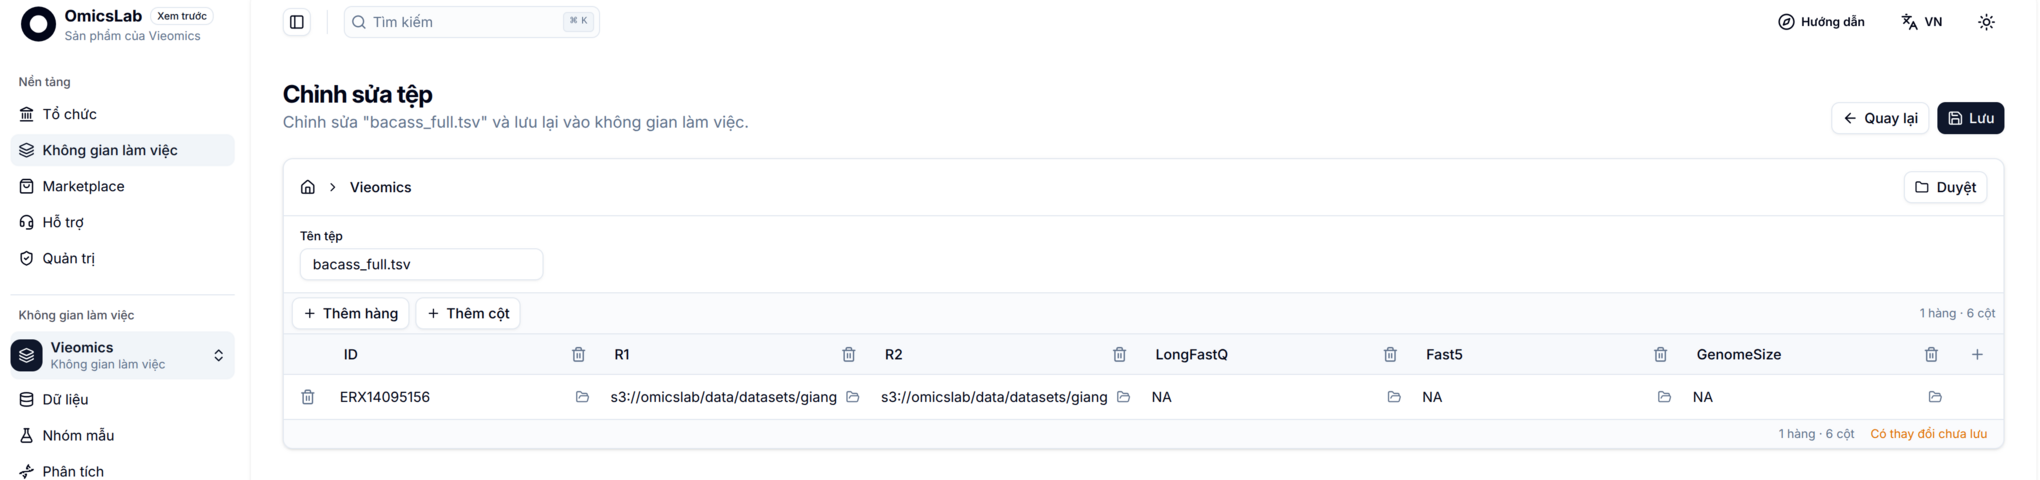 OmicsLab Xem trước
Sản phẩm của Vieomics
Tìm kiếm ⌘ K
Hướng dẫn VN
Nền tảng
Tổ chức
Không gian làm việc
Marketplace
Hỗ trợ
Quản trị
Không gian làm việc
Vieomics
Không gian làm việc
Dữ liệu
Nhóm mẫu
Phân tích
Chỉnh sửa tệp
Chỉnh sửa "bacass_full.tsv" và lưu lại vào không gian làm việc.
Quay lại Lưu
Vieomics
Duyệt
Tên tệp
bacass_full.tsv
+ Thêm hàng + Thêm cột 1 hàng · 6 cột
ID R1 R2 LongFastQ Fast5 GenomeSize +
ERX14095156 s3://omicslab/data/datasets/giang s3://omicslab/data/datasets/giang NA NA NA
1 hàng · 6 cột Có thay đổi chưa lưu